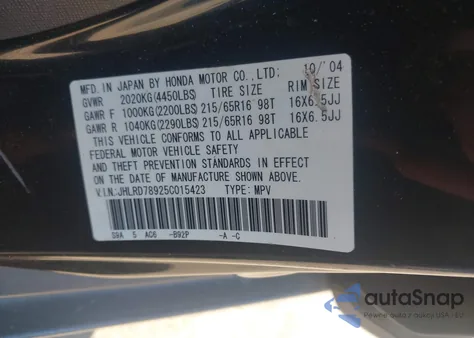 MFD. IN JAPAN BY HONDA MOTOR CO., LTD: 10/'04
GVWR 2020KG(4450LBS) TIRE SIZE RIM SIZE
GAWR F 1000KG(2200LBS) 215/65R16 98T 16X6.5JJ
GAWR R 1040KG(2290LBS) 215/65R16 98T 16X6.5JJ
THIS VEHICLE CONFORMS TO ALL APPLICABLE
FEDERAL MOTOR VEHICLE SAFETY
AND THEFT PREVENTION STANDARDS IN EFFECT
ON THE DATE OF MANUFACTURE SHOWN ABOVE.
V.I.N.:JHLRD78925C015423 TYPE: MPV
S9A 5 AC6 -B92P -A -C
autoSnap